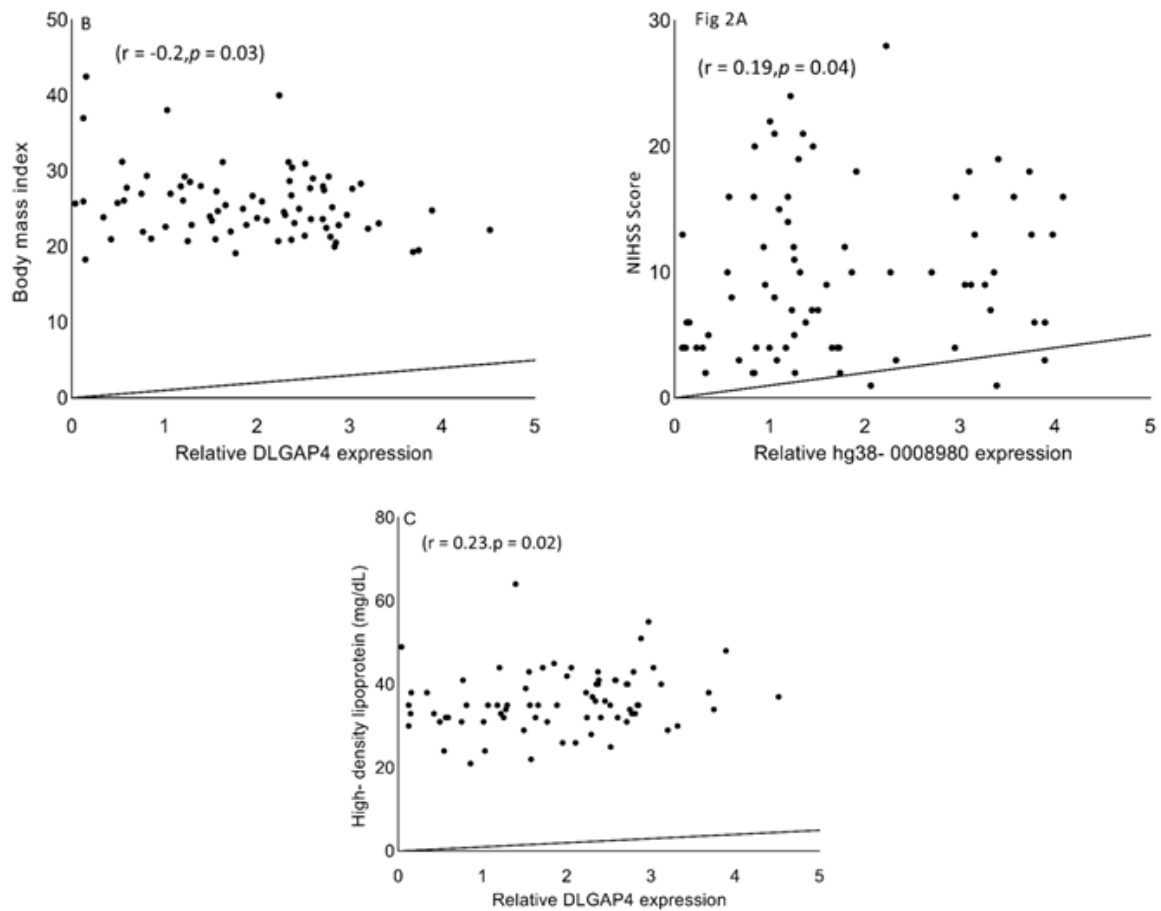 B
(r = -0.2,p = 0.03)
Body mass index
50
40
30
20
10
0
0 1 2 3 4 5
Relative DLGAP4 expression
Fig 2A
(r = 0.19,p = 0.04)
NIHSS Score
30
20
10
0
0 1 2 3 4 5
Relative hg38- 0008980 expression
C
(r = 0.23.p = 0.02)
High- density lipoprotein (mg/dL)
80
60
40
20
0
0 1 2 3 4 5
Relative DLGAP4 expression